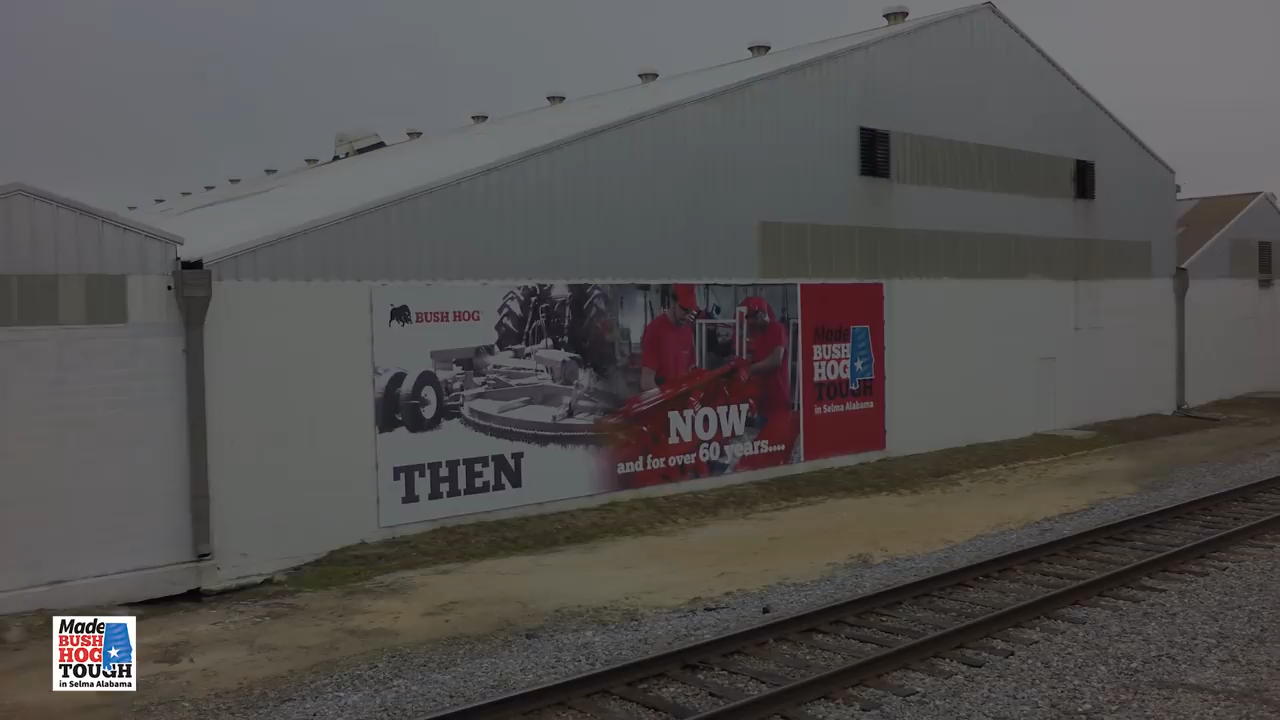 BUSH HOG
THEN
NOW
and for over 60 years....
Made
BUSH
HOG
TOUGH
in Selma Alabama
Made
BUSH
HOG
TOUGH
in Selma Alabama